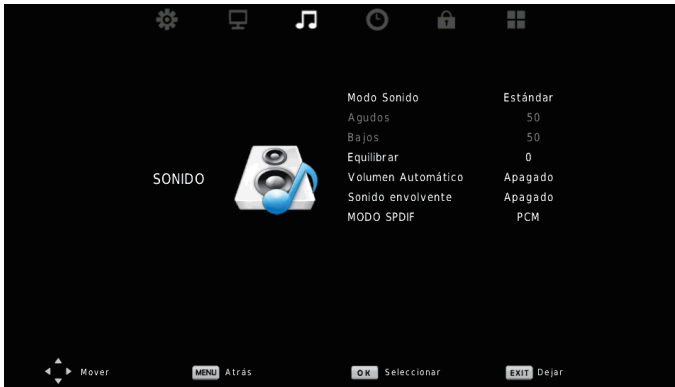 Modo Sonido Estándar
Agudos 50
Bajos 50
Equilibrar 0
SONIDO
Volumen Automático Apagado
Sonido envolvente Apagado
MODO SPDIF PCM
Mover MENU Atrás OK Seleccionar EXIT Dejar